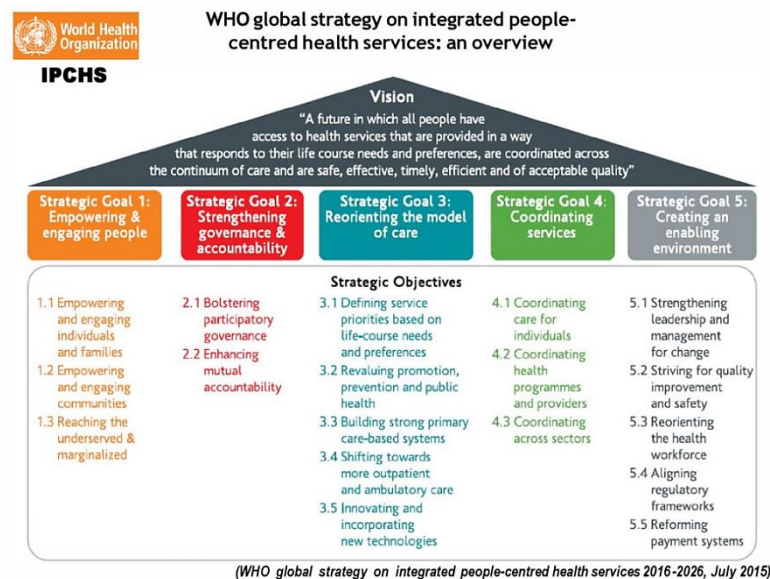 World Health
Organization
IPCHS
WHO global strategy on integrated people-
centred health services: an overview
Vision
“A future in which all people have
access to health services that are provided in a way
that responds to their life course needs and preferences, are coordinated across
the continuum of care and are safe, effective, timely, efficient and of acceptable quality”
Strategic Goal 1:
Empowering &
engaging people
Strategic Goal 2:
Strengthening
governance &
accountability
Strategic Goal 3:
Reorienting the model
of care
Strategic Goal 4:
Coordinating
services
Strategic Goal 5:
Creating an
enabling
environment
Strategic Objectives
1.1 Empowering
and engaging
individuals
and families
1.2 Empowering
and engaging
communities
1.3 Reaching the
underserved &
marginalized
2.1 Bolstering
participatory
governance
2.2 Enhancing
mutual
accountability
3.1 Defining service
priorities based on
life-course needs
and preferences
3.2 Revaluing promotion,
prevention and public
health
3.3 Building strong primary
care-based systems
3.4 Shifting towards
more outpatient
and ambulatory care
3.5 Innovating and
incorporating
new technologies
4.1 Coordinating
care for
individuals
4.2 Coordinating
health
programmes
and providers
4.3 Coordinating
across sectors
5.1 Strengthening
leadership and
management
for change
5.2 Striving for quality
improvement
and safety
5.3 Reorienting
the health
workforce
5.4 Aligning
regulatory
frameworks
5.5 Reforming
payment systems
(WHO global strategy on integrated people-centred health services 2016-2026, July 2015)